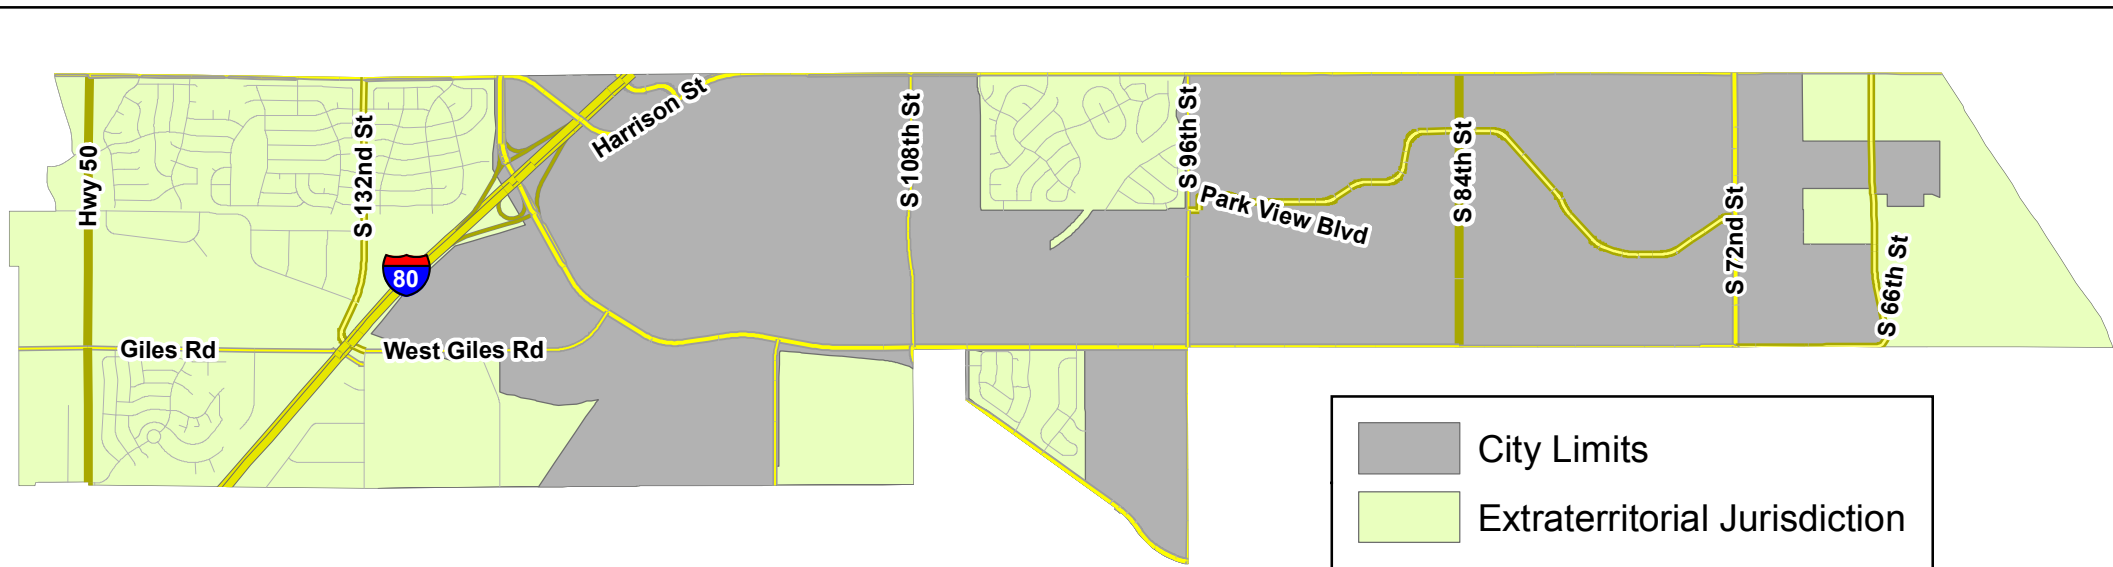 Hwy 50
S 132nd St
Harrison St
S 108th St
S 96th St
Park View Blvd
S 84th St
S 72nd St
S 66th St
80
Giles Rd
West Giles Rd
City Limits
Extraterritorial Jurisdiction